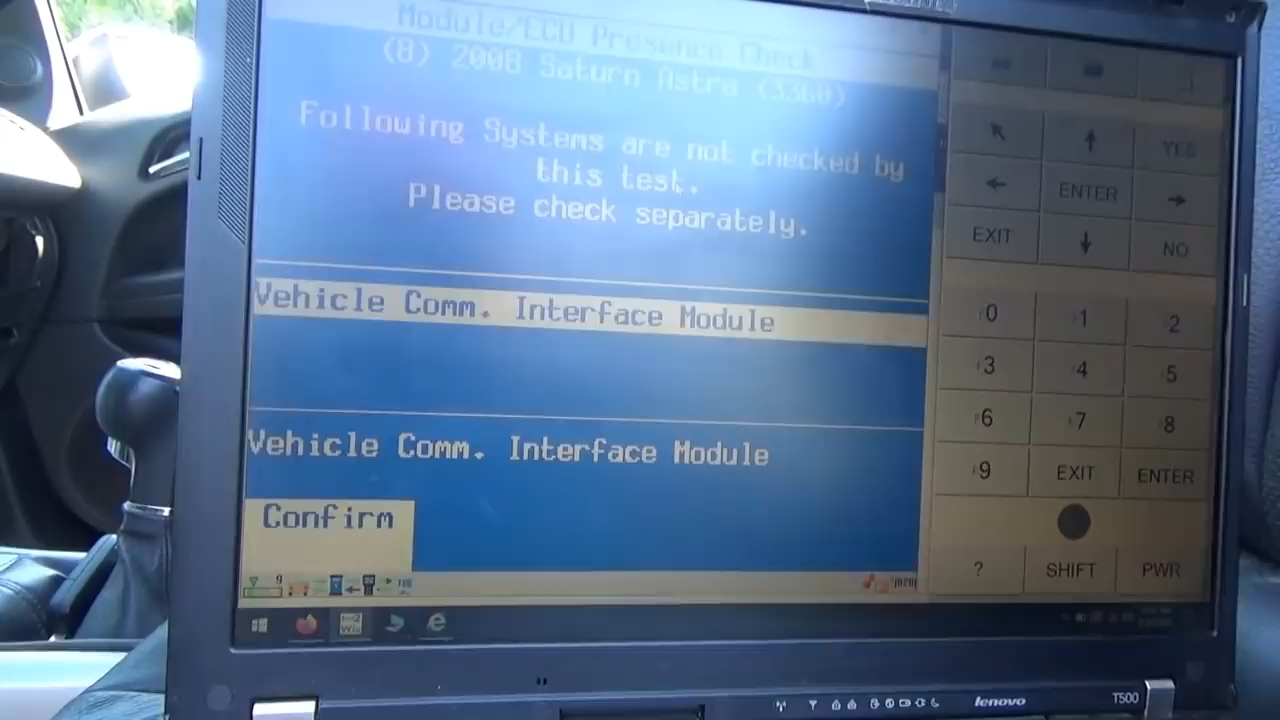 Module/ECU Presence Check
(8) 2008 Saturn Astra (3360)
Following Systems are not checked by
this test.
Please check separately.
Vehicle Comm. Interface Module
Vehicle Comm. Interface Module
Confirm
YES
ENTER
EXIT
NO
0
1
2
3
4
5
6
7
8
9
EXIT
ENTER
?
SHIFT
PWR
9
lenovo
T500